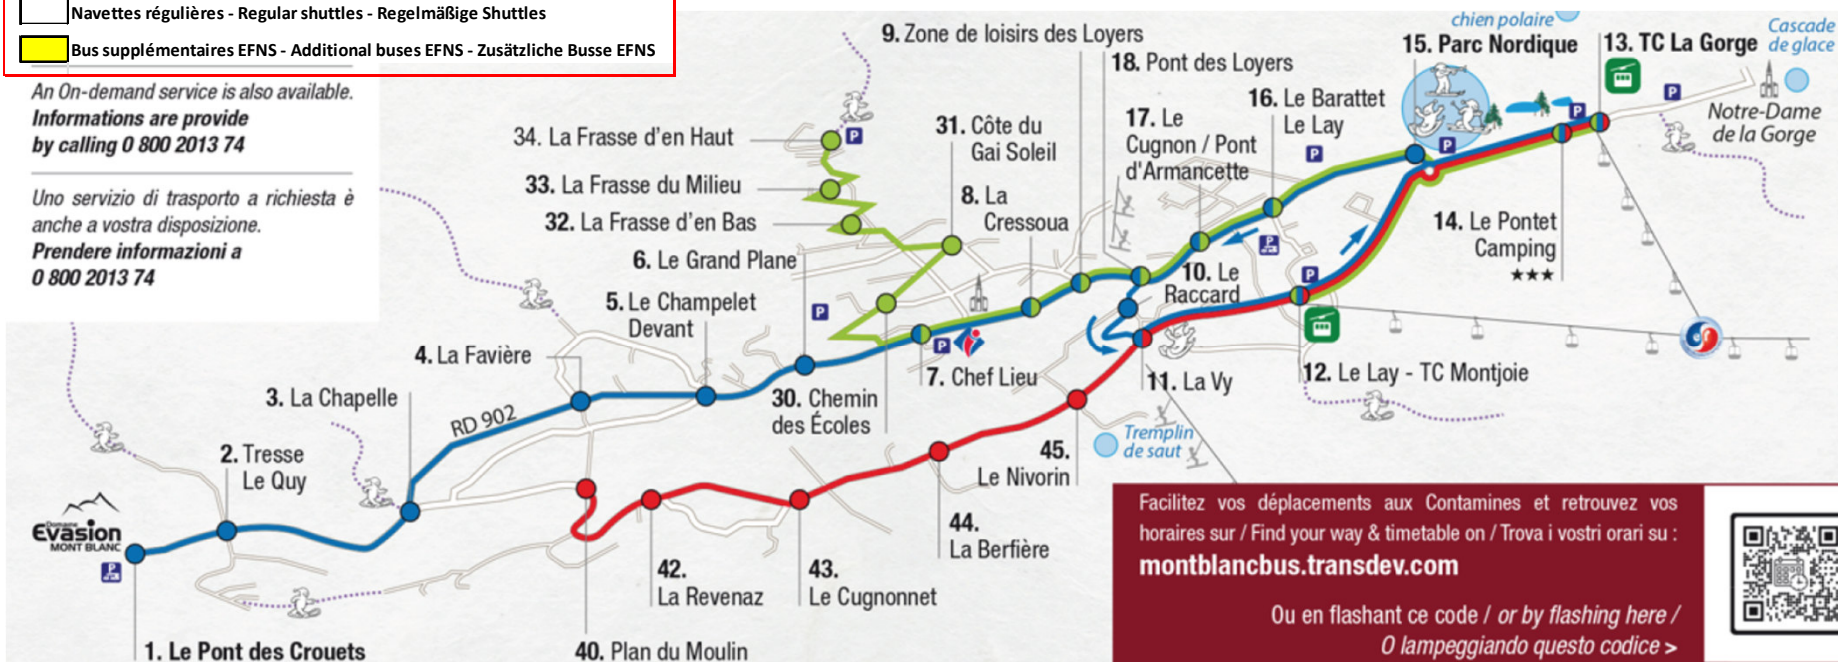 Navettes régulières - Regular shuttles - Regelmäßige Shuttles
Bus supplémentaires EFNS - Additional buses EFNS - Zusätzliche Busse EFNS
An On-demand service is also available.
Informations are provide
by calling 0 800 2013 74
Uno servizio di trasporto a richiesta è
anche a vostra disposizione.
Prendere informazioni a
0 800 2013 74
9. Zone de loisirs des Loyers
18. Pont des Loyers
chien polaire
15. Parc Nordique
13. TC La Gorge
Cascade
de glace
Notre-Dame
de la Gorge
16. Le Barattet
Le Lay
17. Le
Cugnon / Pont
d'Armancette
31. Côte du
Gai Soleil
34. La Frasse d'en Haut
33. La Frasse du Milieu
32. La Frasse d'en Bas
8. La
Cressoua
6. Le Grand Plane
5. Le Champelet
Devant
4. La Favière
3. La Chapelle
RD 902
2. Tresse
Le Quy
10. Le
Raccard
14. Le Pontet
Camping
★★★
7. Chef Lieu
11. La Vy
12. Le Lay - TC Montjoie
30. Chemin
des Écoles
Tremplin
de saut
45.
Le Nivorin
44.
La Berfière
43.
Le Cugnonnet
42.
La Revenaz
40. Plan du Moulin
1. Le Pont des Crouets
Domaine
Evasion
MONT BLANC
P
P
P
P
P
P
P
P
P
P
P
Facilitez vos déplacements aux Contamines et retrouvez vos
horaires sur / Find your way & timetable on / Trova i vostri orari su :
montblancbus.transdev.com
Ou en flashant ce code / or by flashing here /
O lampeggiando questo codice >